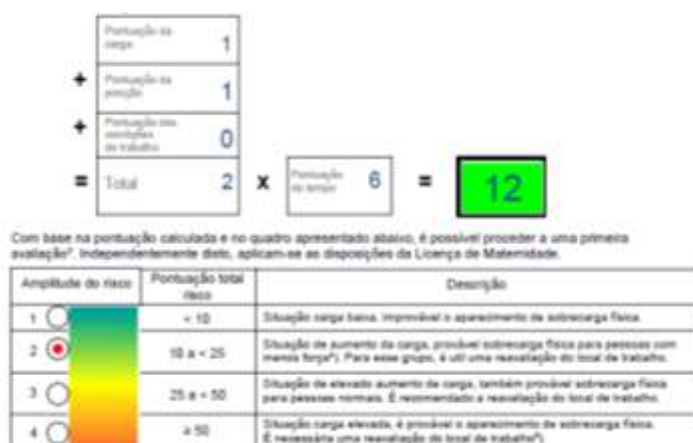 Pontuação da
carga
1
+
Pontuação da
posição
1
+
Pontuação das
condições
de trabalho
0
=
Total
2
x
Pontuação
do tempo
6
=
12
Com base na pontuação calculada e no quadro apresentado abaixo, é possível proceder a uma primeira
avaliação*. Independentemente disto, aplicam-se as disposições da Licença de Maternidade.
Amplitude do risco
Pontuação total
risco
Descrição
1
< 10
Situação carga baixa, improvável o aparecimento de sobrecarga física.
2
10 a < 25
Situação de aumento da carga, provável sobrecarga física para pessoas com
menos força*). Para esse grupo, é útil uma reavaliação do local de trabalho.
3
25 a < 50
Situação de elevado aumento de carga, também provável sobrecarga física
para pessoas normais. É recomendado a reavaliação do local de trabalho.
4
≥ 50
Situação carga elevada, é provável o aparecimento de sobrecarga física.
É necessária uma reavaliação do local de trabalho*).